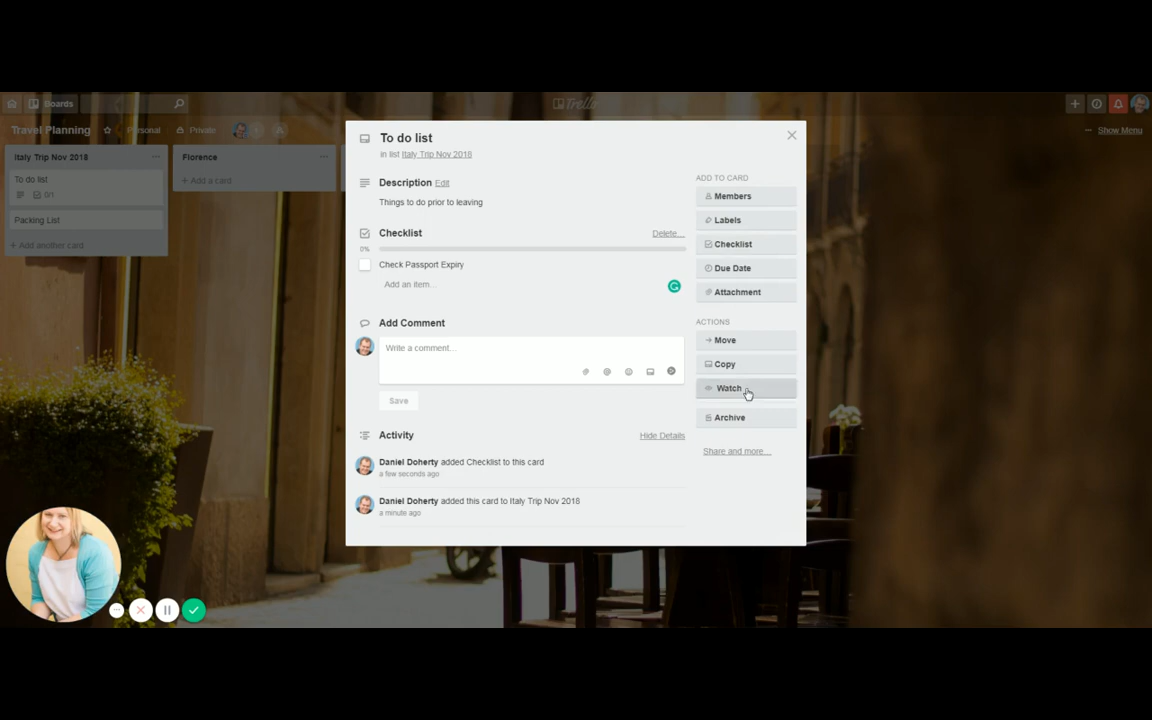 Boards
Trello
Travel Planning
Personal
Private
Show Menu
Italy Trip Nov 2018
To do list
0/1
Packing List
+ Add another card
Florence
+ Add a card
To do list
in list Italy Trip Nov 2018
Description Edit
Things to do prior to leaving
Checklist
Delete...
0%
Check Passport Expiry
Add an item...
Add Comment
Write a comment...
Save
Activity
Hide Details
Daniel Doherty added Checklist to this card
a few seconds ago
Daniel Doherty added this card to Italy Trip Nov 2018
a minute ago
ADD TO CARD
Members
Labels
Checklist
Due Date
Attachment
ACTIONS
Move
Copy
Watch
Archive
Share and more...